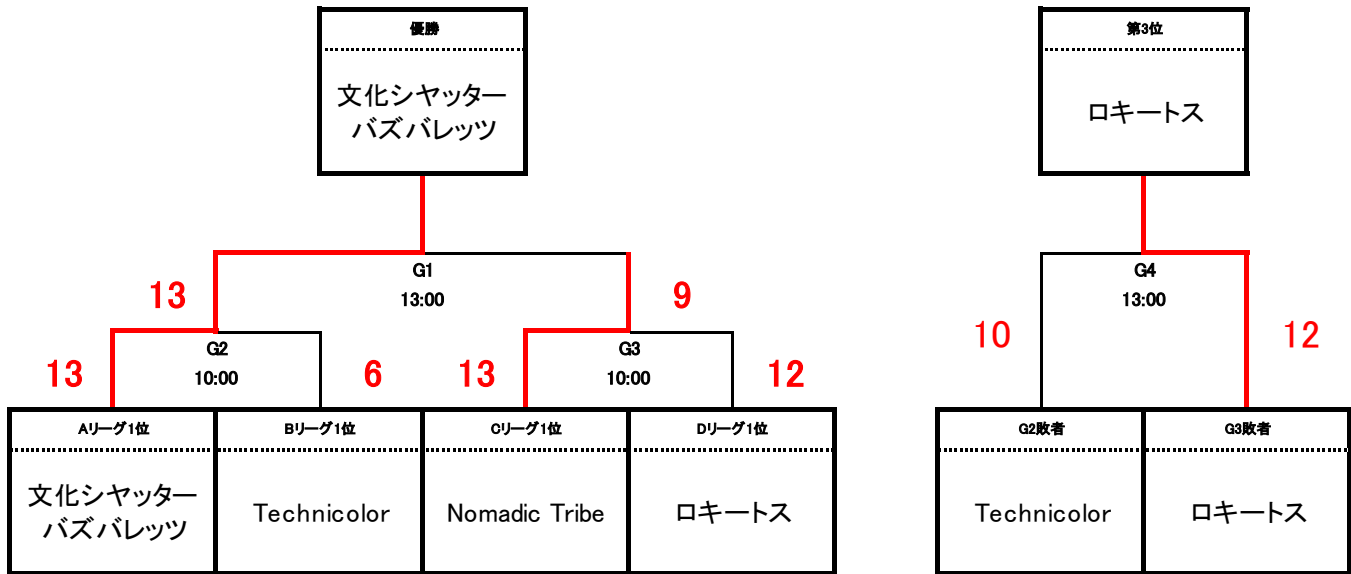 優勝
文化シヤッター
バズバレッツ
第3位
ロキートス
G1
13:00
13
9
G4
13:00
10
12
G2
10:00
13
6
G3
10:00
13
12
Aリーグ1位
Bリーグ1位
Cリーグ1位
Dリーグ1位
文化シヤッター
バズバレッツ
Technicolor
Nomadic Tribe
ロキートス
G2敗者
G3敗者
Technicolor
ロキートス